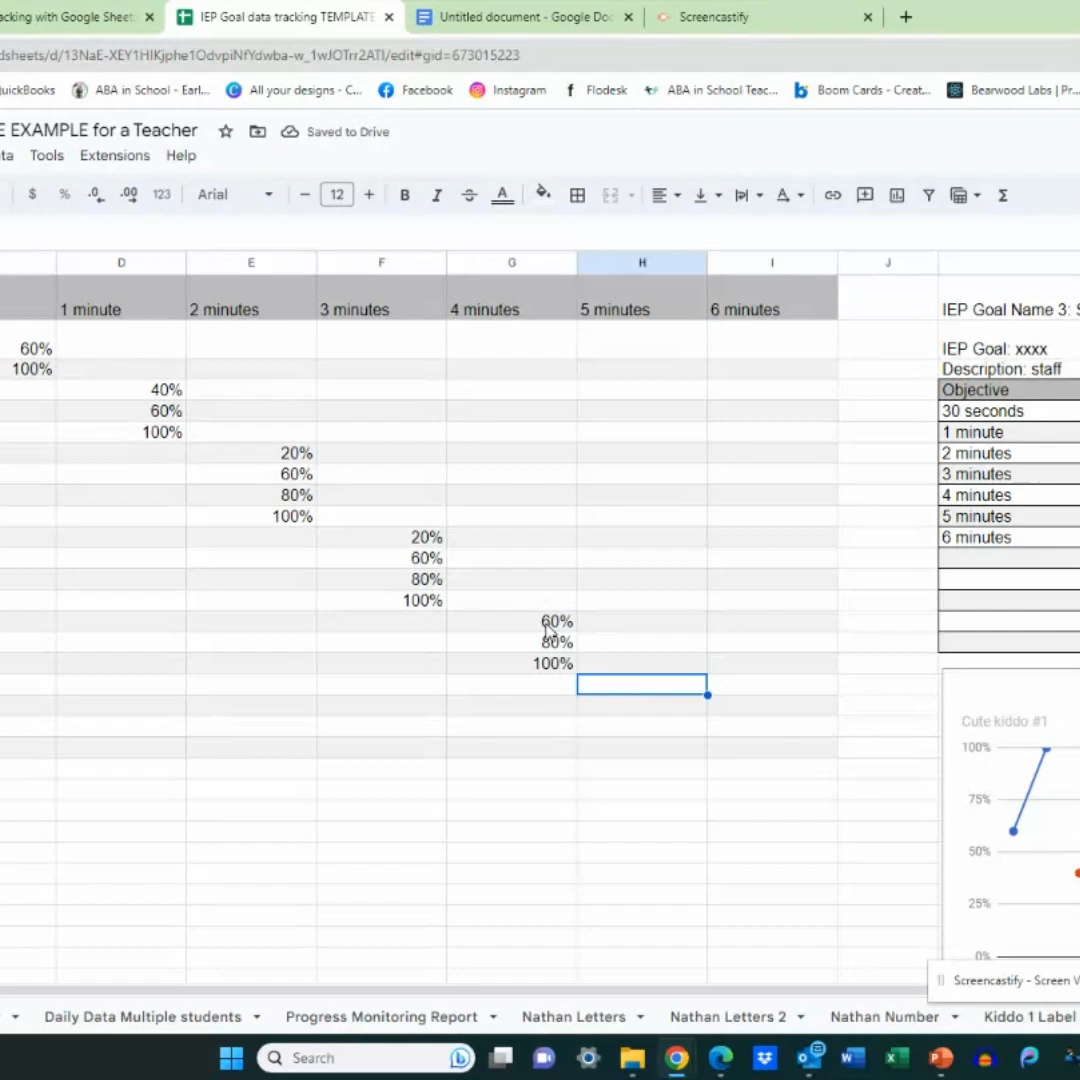 acking with Google Sheet:
IEP Goal data tracking TEMPLATE
Untitled document - Google Doc
Screencastify
dsheets/d/13NaE-XEY1HIKjphe1OdvpiNfYdwba-w_1wJOTrr2ATI/edit#gid=673015223
uickBooks
ABA in School - Earl...
All your designs - C...
Facebook
Instagram
Flodesk
ABA in School Teac...
Boom Cards - Creat...
Bearwood Labs | Pr...
E EXAMPLE for a Teacher
Saved to Drive
ta Tools Extensions Help
$ % .0 .00 123 Arial - 12 + B I A
D E F G H I J
1 minute 2 minutes 3 minutes 4 minutes 5 minutes 6 minutes
IEP Goal Name 3: S
60%
IEP Goal: xxxx
100%
Description: staff
40%
Objective
60%
30 seconds
100%
1 minute
20%
2 minutes
60%
3 minutes
80%
4 minutes
100%
5 minutes
20%
6 minutes
60%
80%
100%
60%
80%
100%
Cute kiddo #1
100%
75%
50%
25%
0%
Screencastify - Screen V
Daily Data Multiple students
Progress Monitoring Report
Nathan Letters
Nathan Letters 2
Nathan Number
Kiddo 1 Label
Search